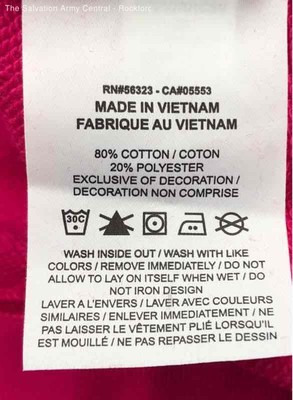 The Salvation Army Central - Rockford
RN#56323 - CA#05553
MADE IN VIETNAM
FABRIQUE AU VIETNAM
80% COTTON / COTON
20% POLYESTER
EXCLUSIVE OF DECORATION /
DECORATION NON COMPRISE
30C
WASH INSIDE OUT / WASH WITH LIKE
COLORS / REMOVE IMMEDIATELY / DO NOT
ALLOW TO LAY ON ITSELF WHEN WET / DO
NOT IRON DESIGN
LAVER A L'ENVERS / LAVER AVEC COULEURS
SIMILAIRES / ENLEVER IMMEDIATEMENT / NE
PAS LAISSER LE VÊTEMENT PLIÉ LORSQU'IL
EST MOUILLÉ / NE PAS REPASSER LE DESSIN